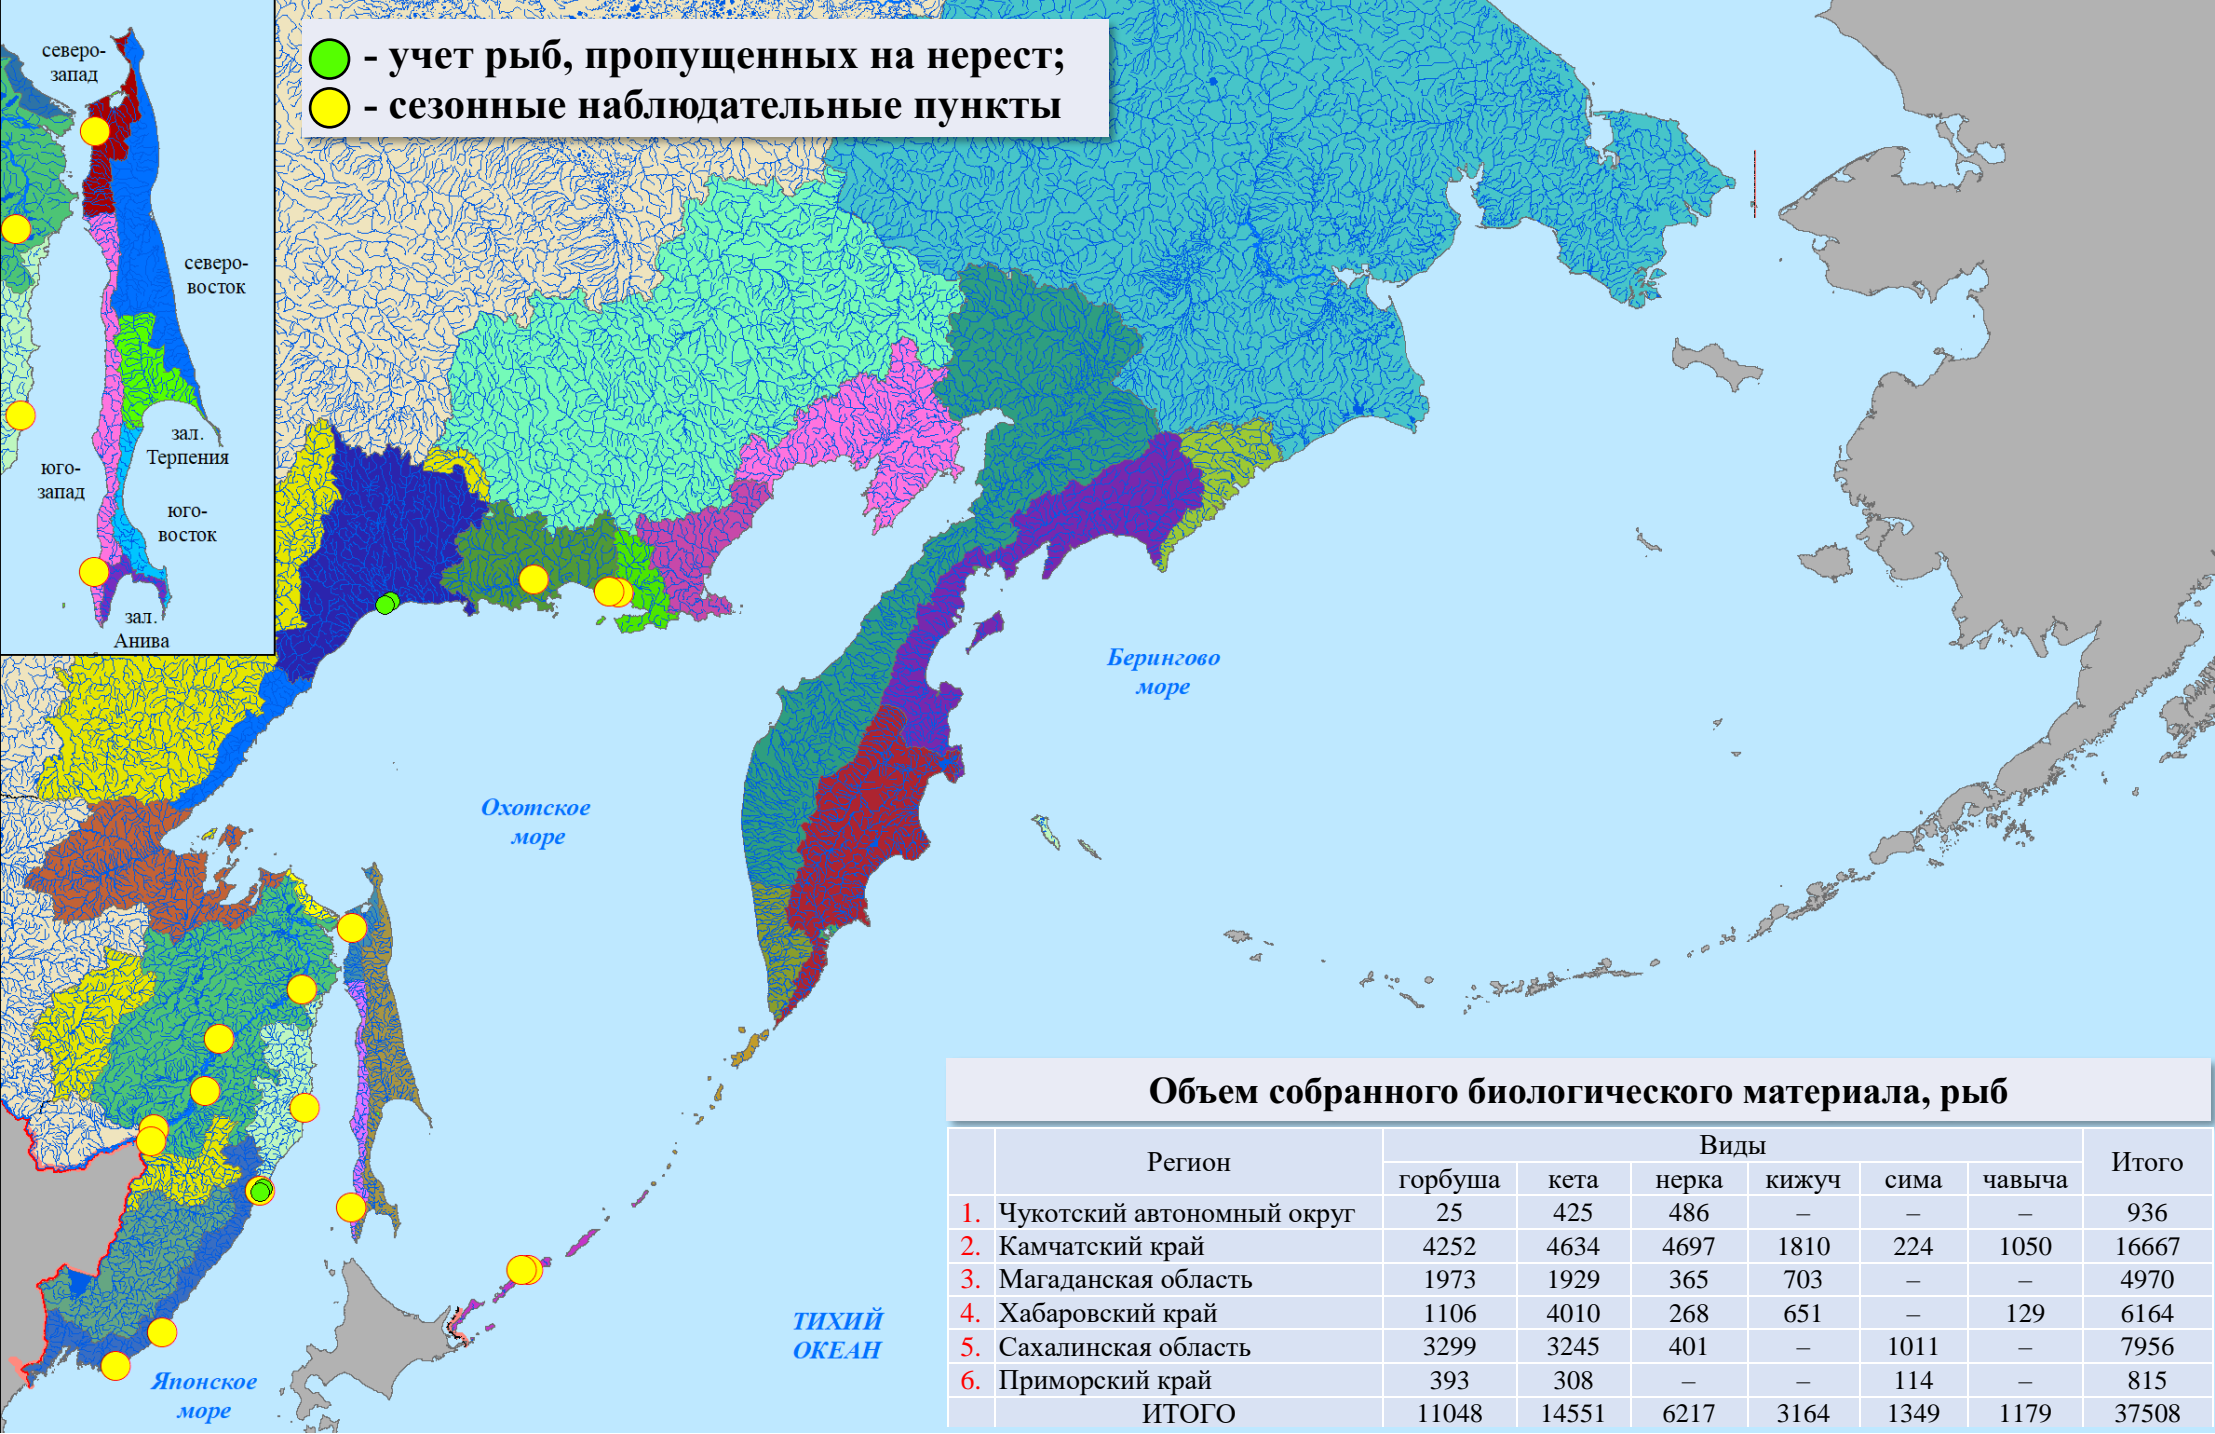 северо-
запад
северо-
восток
зал.
Терпения
юго-
запад
юго-
восток
зал.
Анива
- учет рыб, пропущенных на нерест;
- сезонные наблюдательные пункты
Берингово
море
Охотское
море
ТИХИЙ
ОКЕАН
Японское
море
Объем собранного биологического материала, рыб
Регион Виды Итого
горбуша кета нерка кижуч сима чавыча
1. Чукотский автономный округ 25 425 486 – – – 936
2. Камчатский край 4252 4634 4697 1810 224 1050 16667
3. Магаданская область 1973 1929 365 703 – – 4970
4. Хабаровский край 1106 4010 268 651 – 129 6164
5. Сахалинская область 3299 3245 401 – 1011 – 7956
6. Приморский край 393 308 – – 114 – 815
ИТОГО 11048 14551 6217 3164 1349 1179 37508